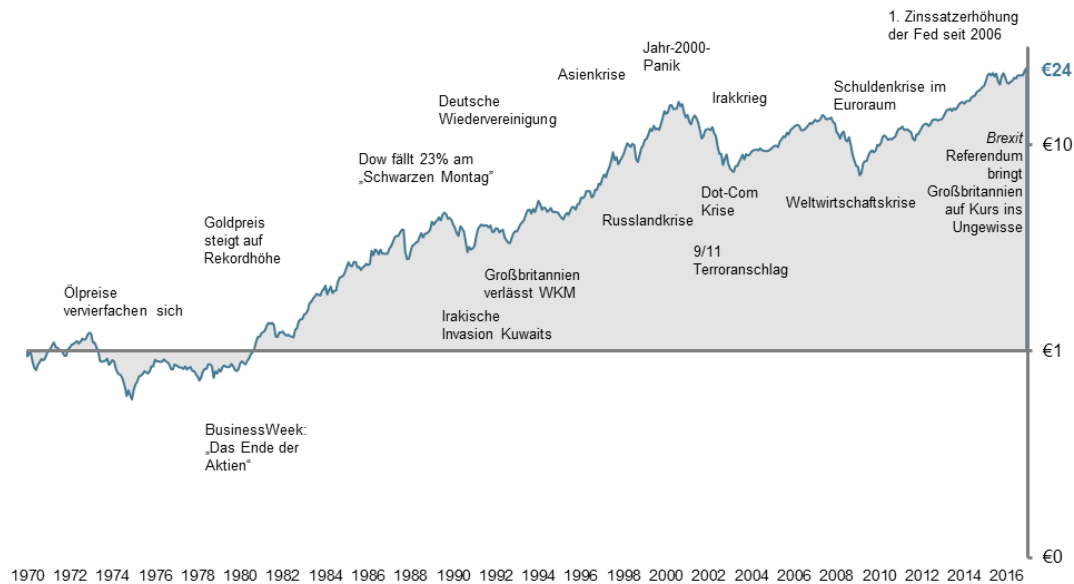 1. Zinssatzerhöhung
der Fed seit 2006
Jahr-2000-
Panik
€24
Asienkrise
Schuldenkrise im
Euroraum
Irakkrieg
Deutsche
Wiedervereinigung
Brexit
Referendum
bringt
Großbritannien
auf Kurs ins
Ungewisse
€10
Dow fällt 23% am
„Schwarzen Montag”
Dot-Com
Krise
Weltwirtschaftskrise
Russlandkrise
Goldpreis
steigt auf
Rekordhöhe
9/11
Terroranschlag
Großbritannien
verlässt WKM
Ölpreise
vervierfachen sich
Irakische
Invasion Kuwaits
€1
BusinessWeek:
„Das Ende der
Aktien“
€0
1970 1972 1974 1976 1978 1980 1982 1984 1986 1988 1990 1992 1994 1996 1998 2000 2002 2004 2006 2008 2010 2012 2014 2016